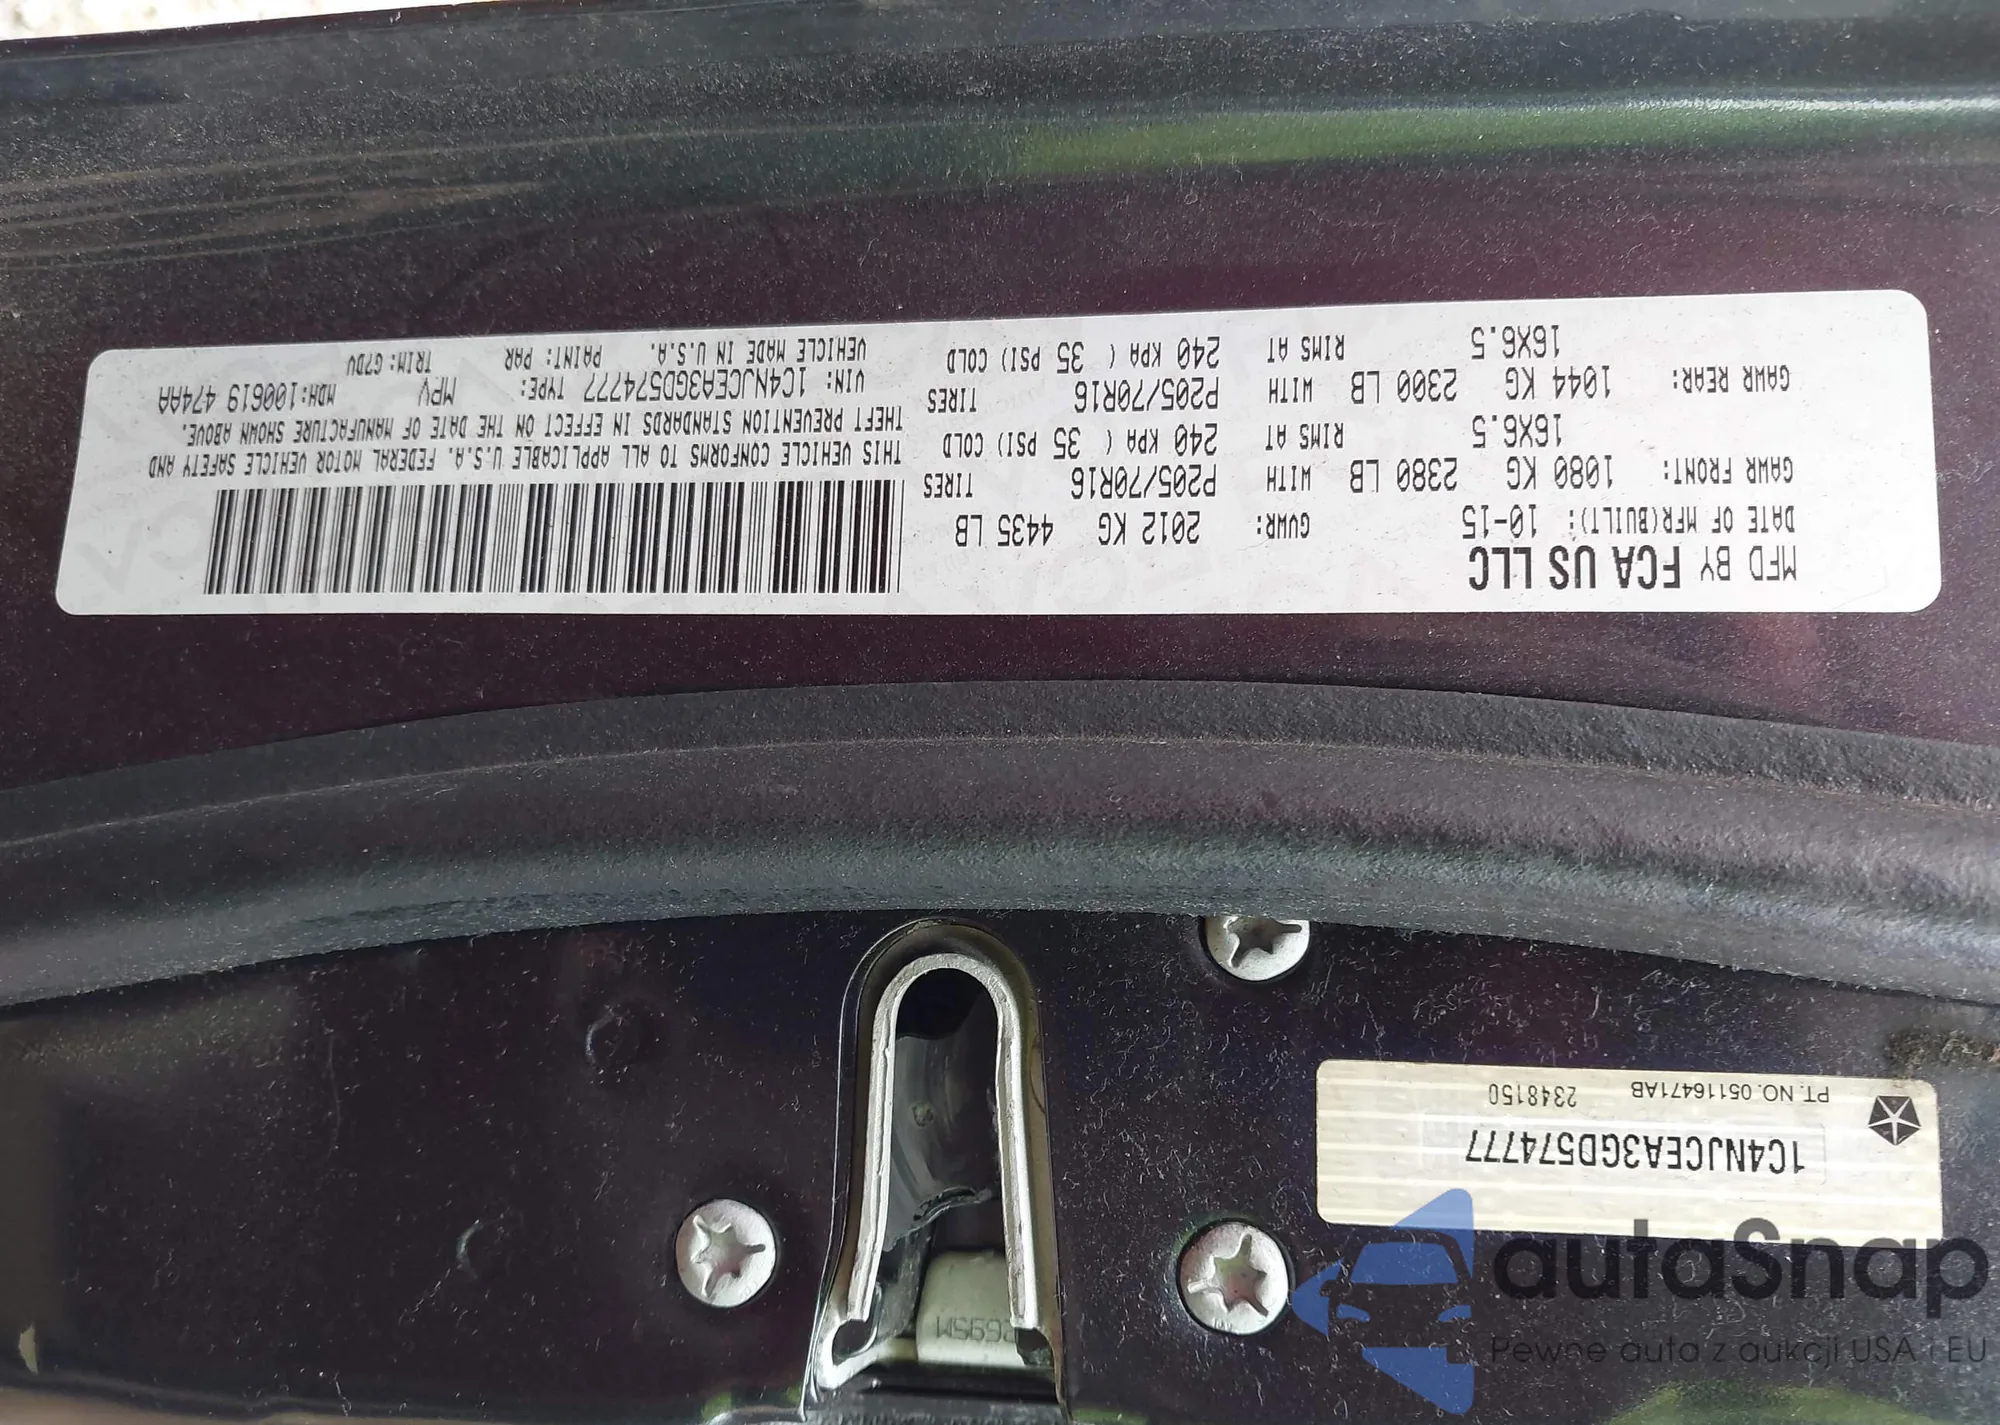 MFD BY FCA US LLC
DATE OF MFR(BUILT): 10-15 GVWR: 2012 KG 4435 LB
GAWR FRONT: 1080 KG 2380 LB WITH P205/70R16 TIRES
16X6.5 RIMS AT 240 KPA ( 35 PSI) COLD
GAWR REAR: 1044 KG 2300 LB WITH P205/70R16 TIRES
16X6.5 RIMS AT 240 KPA ( 35 PSI) COLD
THIS VEHICLE CONFORMS TO ALL APPLICABLE U.S.A. FEDERAL MOTOR VEHICLE SAFETY AND
THEFT PREVENTION STANDARDS IN EFFECT ON THE DATE OF MANUFACTURE SHOWN ABOVE.
VIN: 1C4NJCEA3GD574777 TYPE: MPV MDH:100619 474AA
VEHICLE MADE IN U.S.A. PAINT: PAR TRIM: G7DV
1C4NJCEA3GD574777
PT. NO. 05116471AB 2348150
autaSnap
Pewne auta z aukcji USA i EU